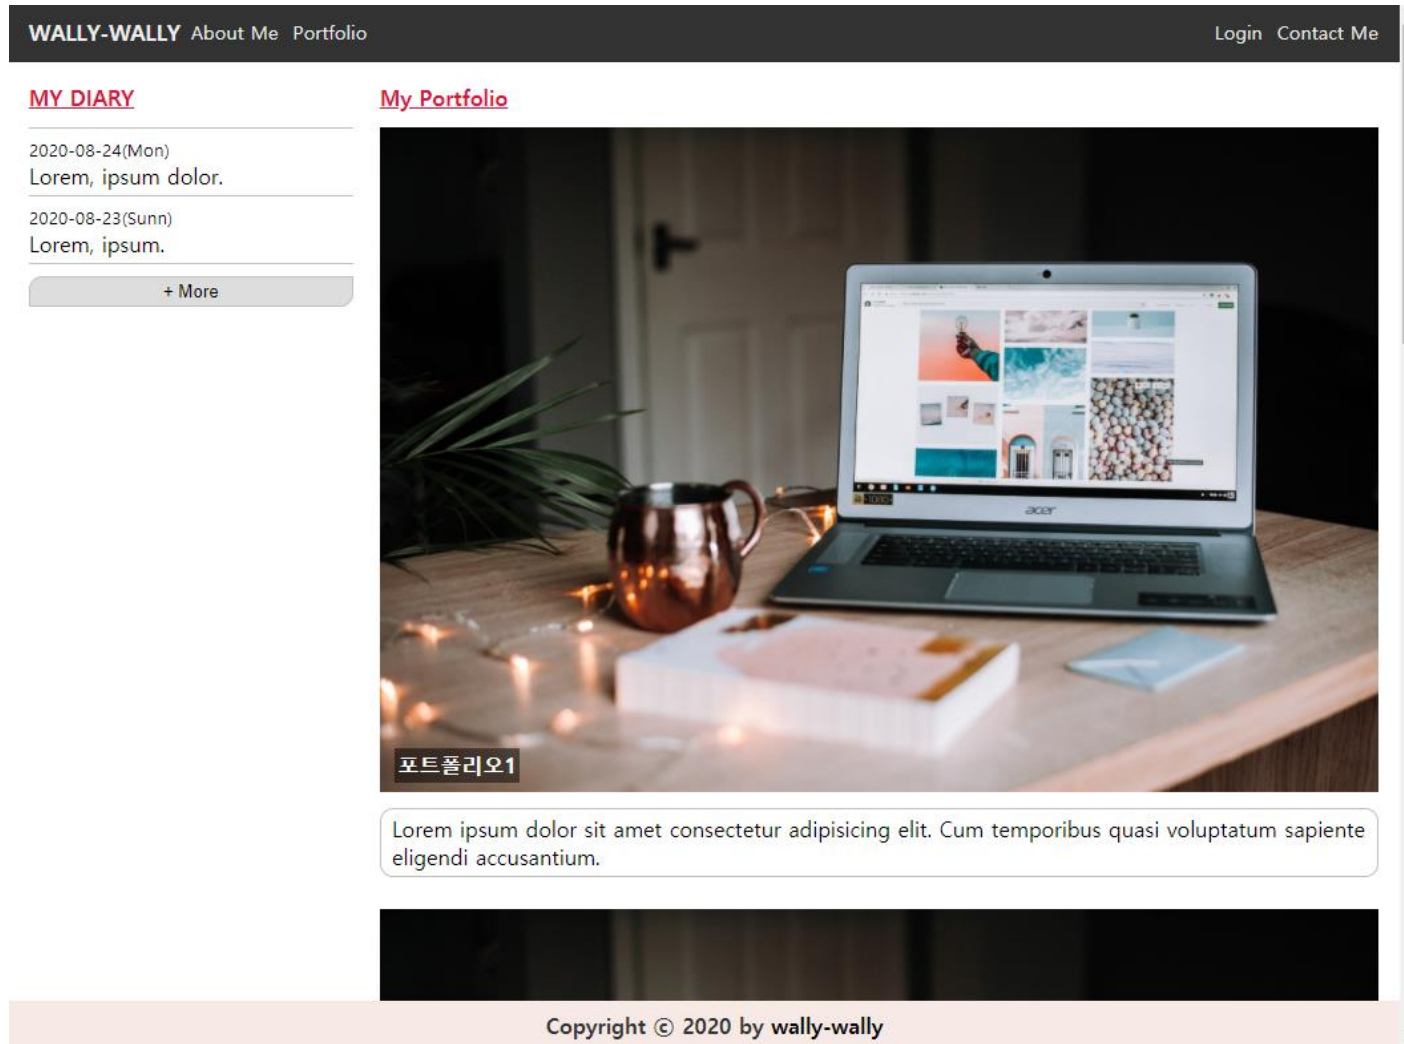 WALLY-WALLY About Me Portfolio Login Contact Me
MY DIARY
2020-08-24(Mon)
Lorem, ipsum dolor.
2020-08-23(Sunn)
Lorem, ipsum.
+ More
My Portfolio
acer
포트폴리오1
Lorem ipsum dolor sit amet consectetur adipisicing elit. Cum temporibus quasi voluptatum sapiente
eligendi accusantium.
Copyright ⓒ 2020 by wally-wally